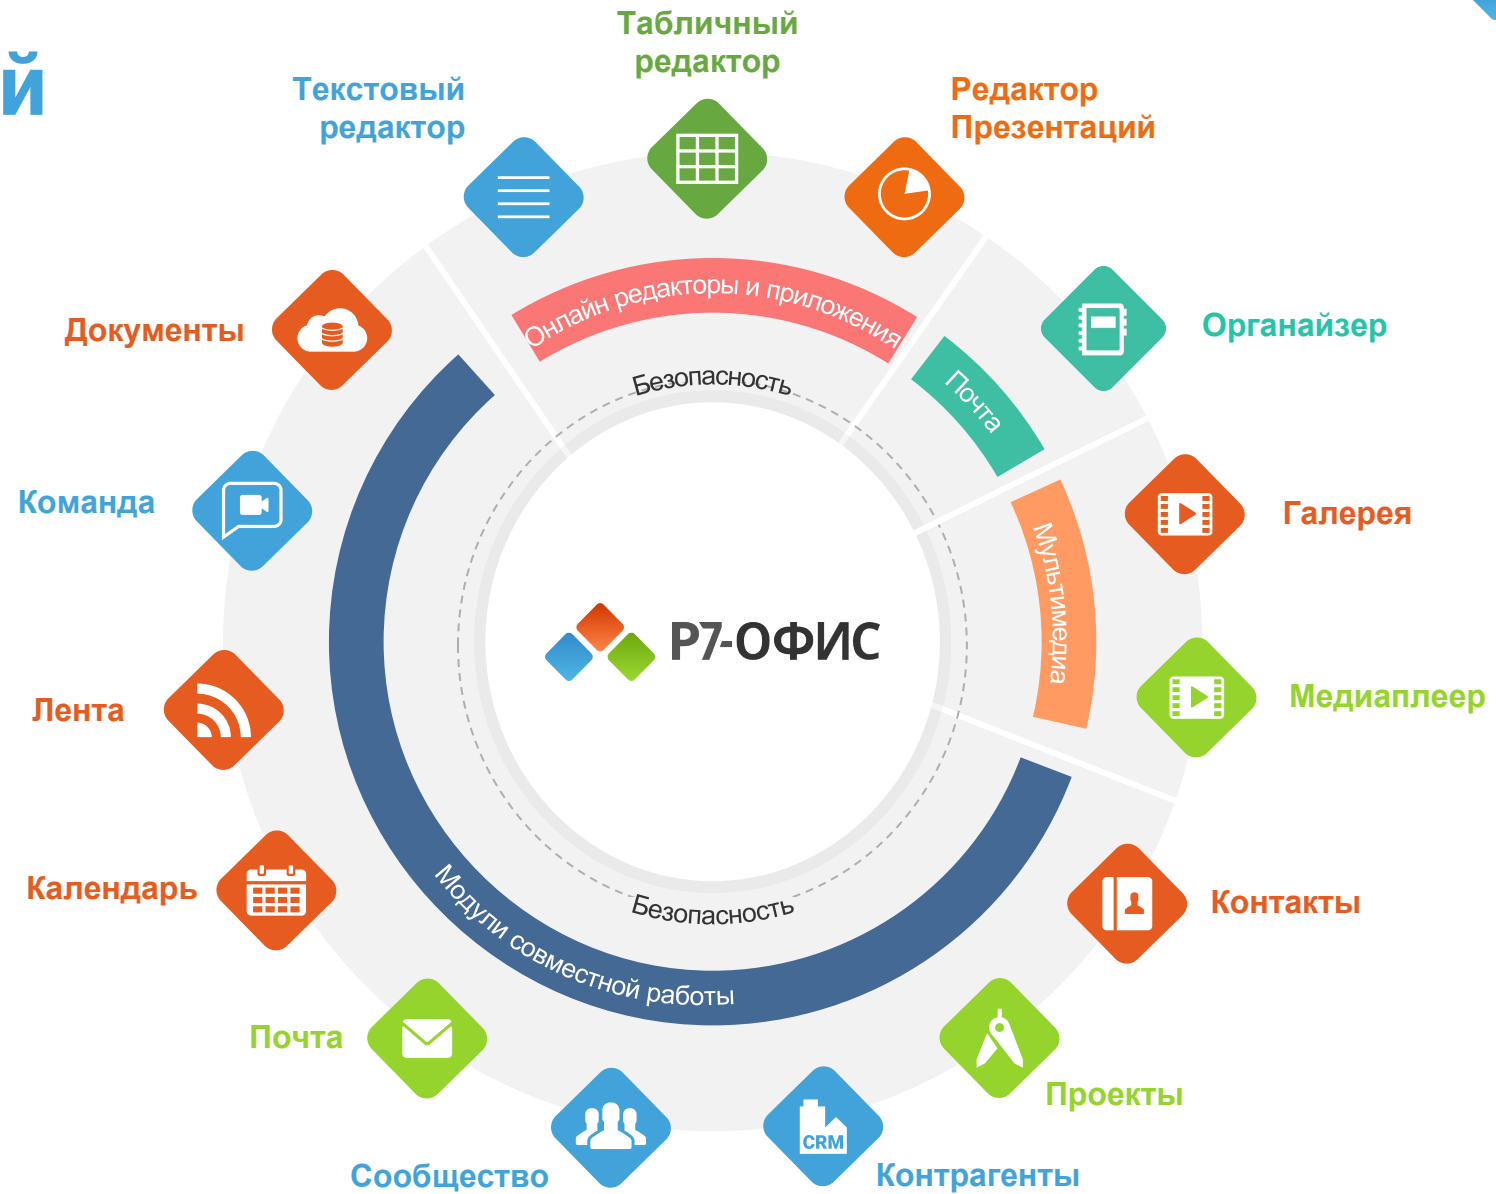 й
Табличный
редактор
Текстовый
редактор
Редактор
Презентаций
Документы
Онлайн редакторы и приложения
Органайзер
Безопасность
Почта
Команда
Галерея
Мультимедиа
Р7-ОФИС
Лента
Медиаплеер
Календарь
Модули совместной работы
Безопасность
Контакты
Почта
Проекты
CRM
Сообщество
Контрагенты